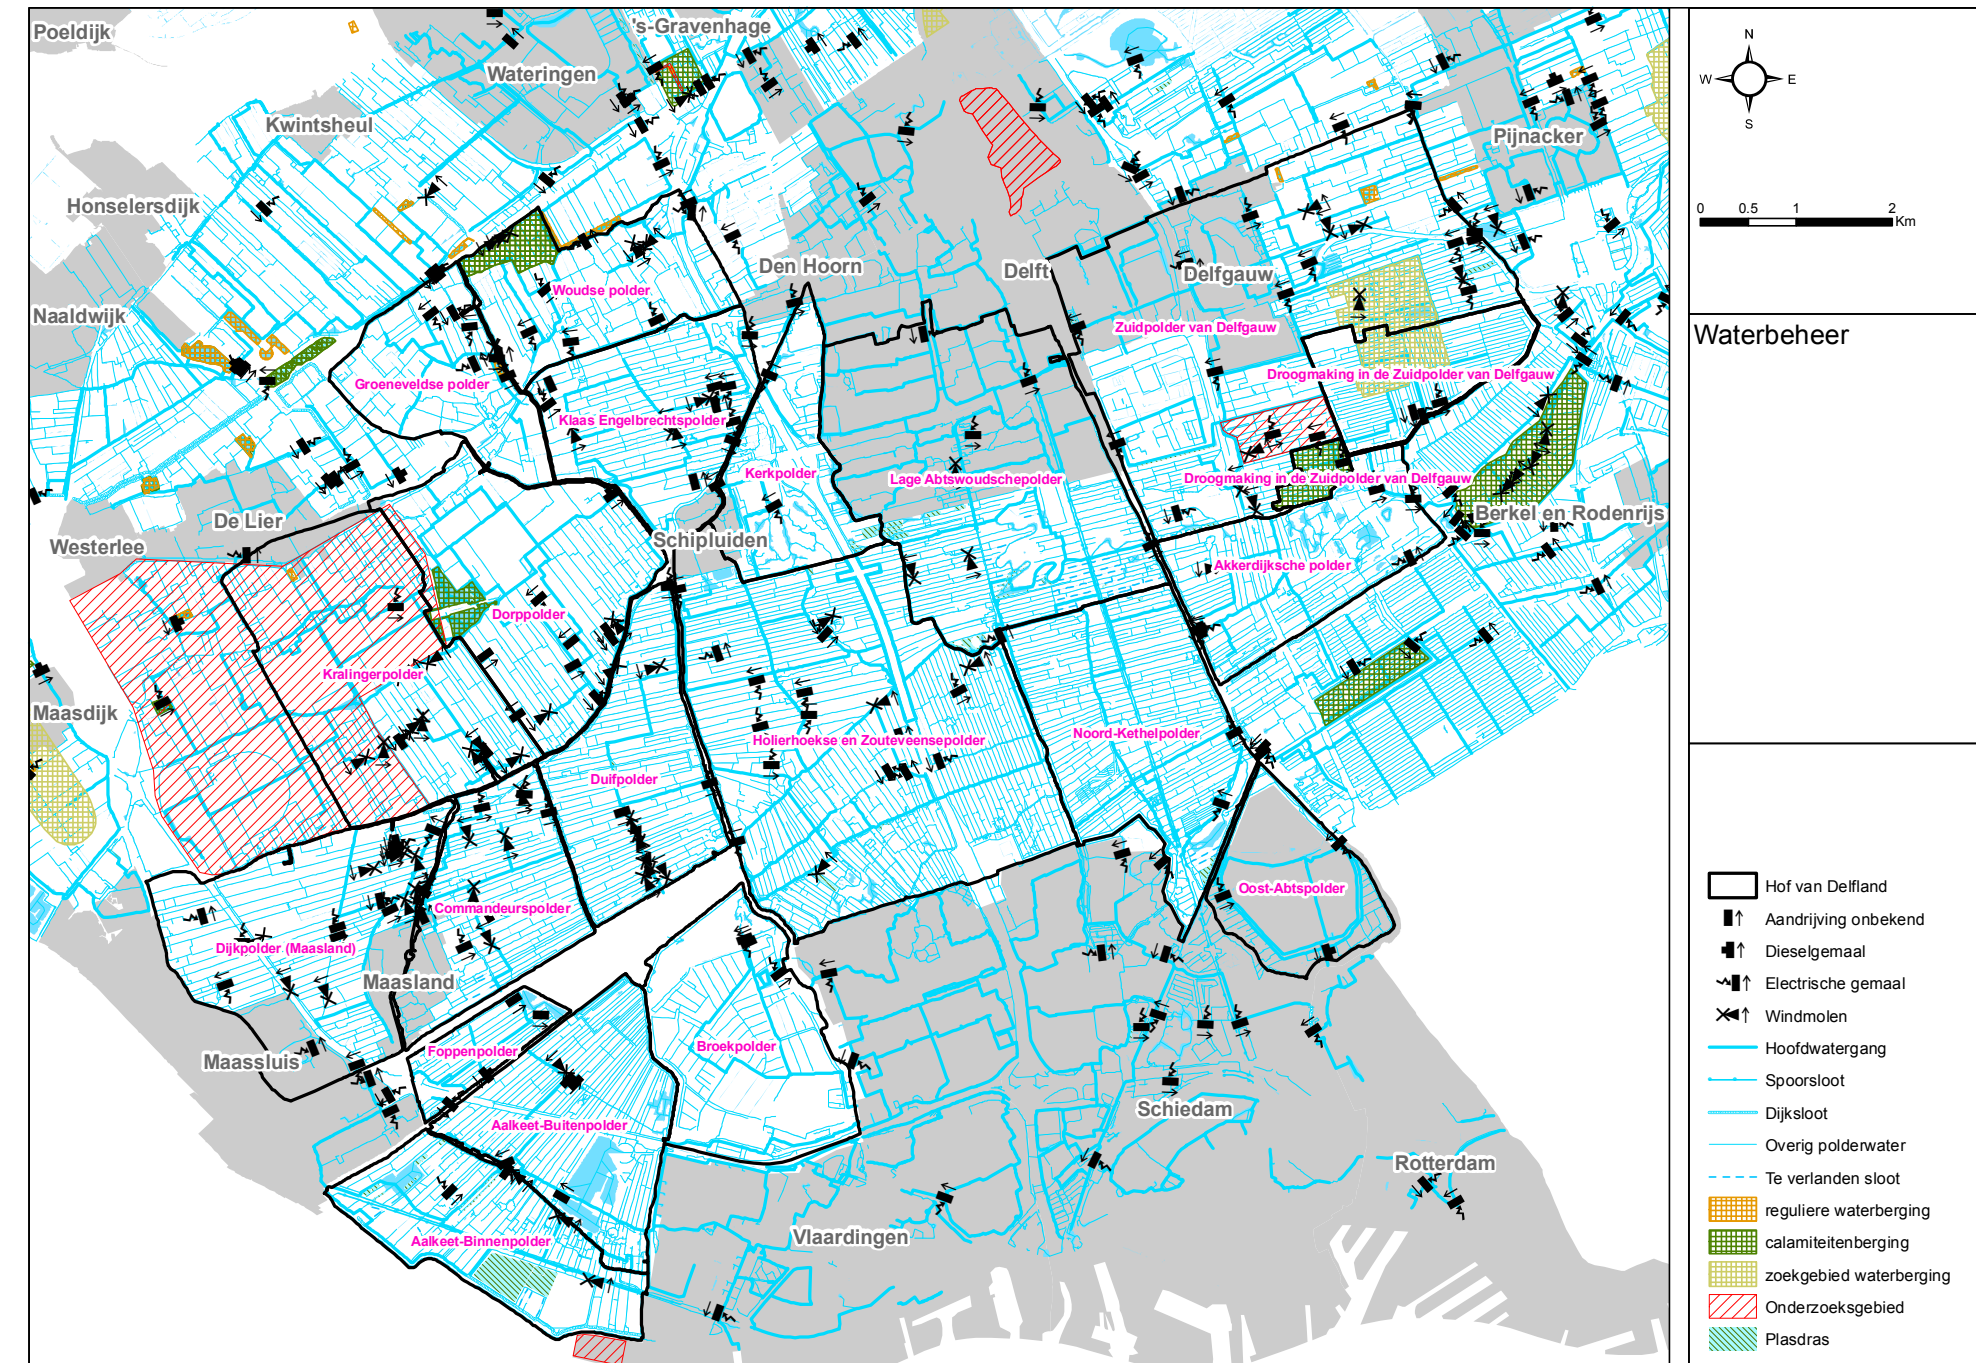 Poeldijk
's-Gravenhage
Wateringen
Kwintsheul
Pijnacker
Honselersdijk
Den Hoorn
Delft
Delfgauw
Woudse polder
Naaldwijk
Zuidpolder van Delfgauw
Groeneveldse polder
Droogmaking in de Zuidpolder van Delfgauw
Klaas Engelbrechtspolder
Kerkpolder
Lage Abtswoudschepolder
Droogmaking in de Zuidpolder van Delfgauw
De Lier
Berkel en Rodenrijs
Westerlee
Schipluiden
Akkerdijksche polder
Dorppolder
Kralingerpolder
Maasdijk
Holierhoekse en Zouteveensepolder
Noord-Kethelpolder
Duifpolder
Oost-Abtspolder
Commandeurspolder
Dijkpolder (Maasland)
Maasland
Foppenpolder
Broekpolder
Maassluis
Schiedam
Aalkeet-Buitenpolder
Rotterdam
Aalkeet-Binnenpolder
Vlaardingen
N
W E
S
0 0.5 1 2
Km
Waterbeheer
Hof van Delfland
Aandrijving onbekend
Dieselgemaal
Electrische gemaal
Windmolen
Hoofdwatergang
Spoorsloot
Dijksloot
Overig polderwater
Te verlanden sloot
reguliere waterberging
calamiteitenberging
zoekgebied waterberging
Onderzoeksgebied
Plasdras